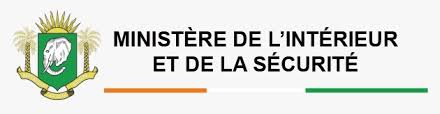 MINISTÈRE DE L'INTÉRIEUR
ET DE LA SÉCURITÉ